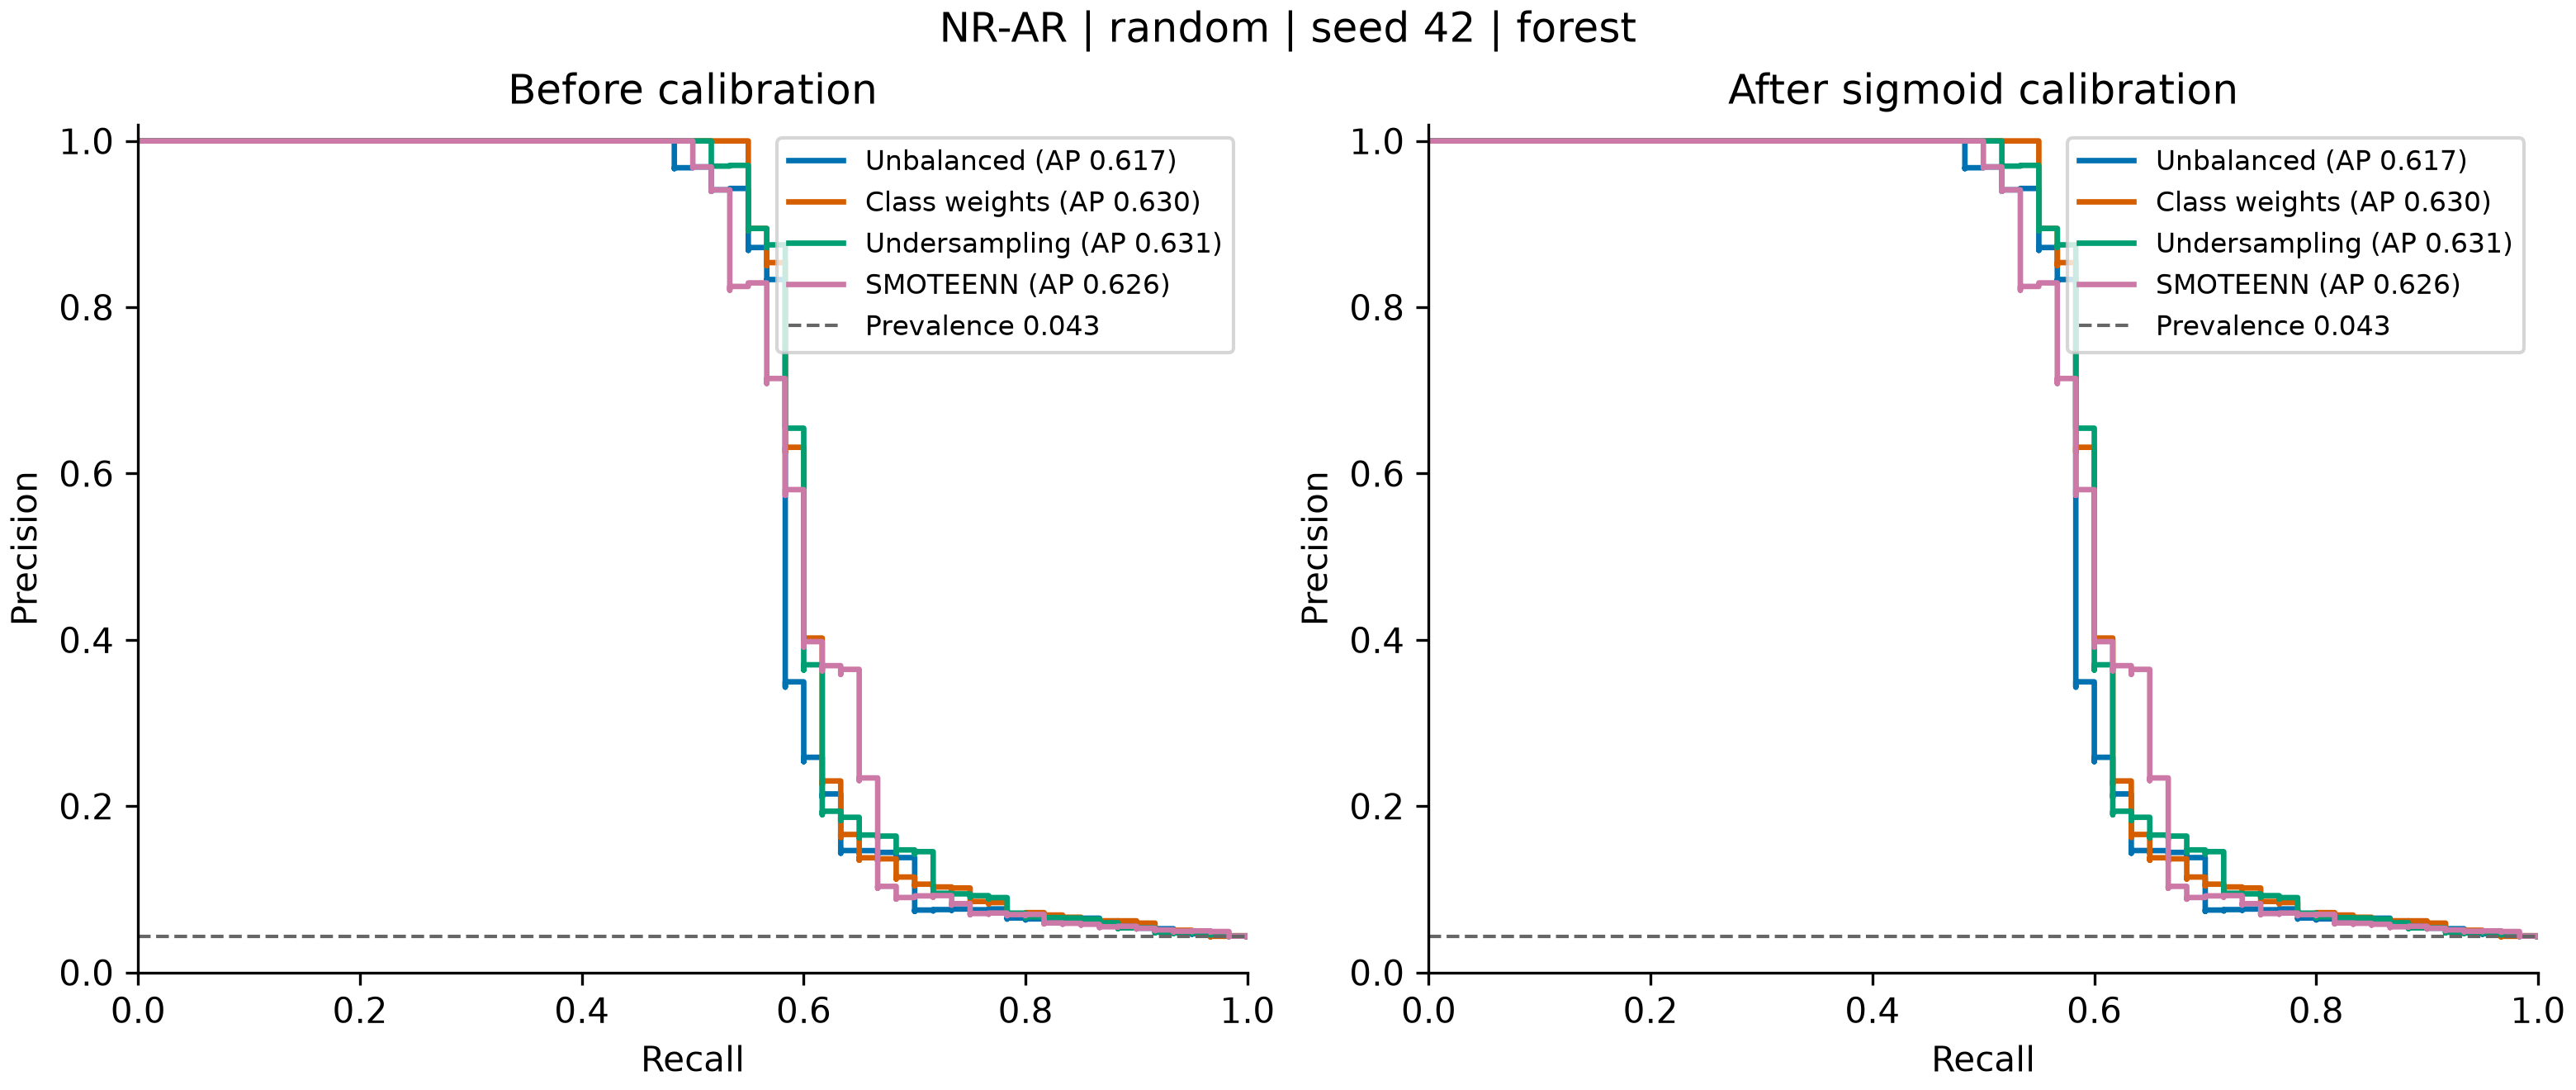 NR-AR | random | seed 42 | forest
Before calibration
1.0
0.8
0.6
0.4
0.2
0.0
Precision
Unbalanced (AP 0.617)
Class weights (AP 0.630)
Undersampling (AP 0.631)
SMOTEENN (AP 0.626)
Prevalence 0.043
0.0 0.2 0.4 0.6 0.8 1.0
Recall
After sigmoid calibration
1.0
0.8
0.6
0.4
0.2
0.0
Precision
Unbalanced (AP 0.617)
Class weights (AP 0.630)
Undersampling (AP 0.631)
SMOTEENN (AP 0.626)
Prevalence 0.043
0.0 0.2 0.4 0.6 0.8 1.0
Recall